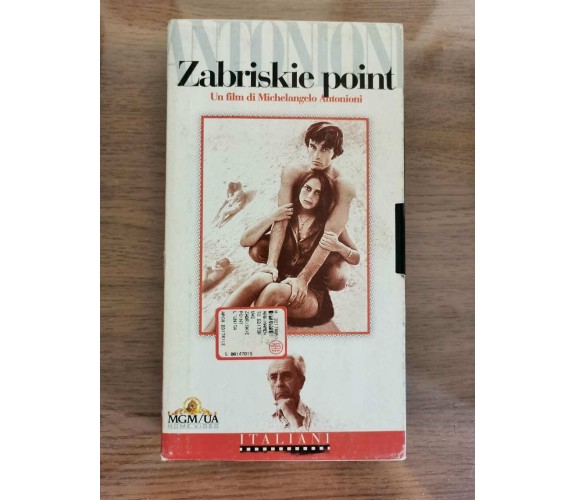 ANTONIONI
Zabriskie point
Un film di Michelangelo Antonioni
MGM/UA
HOME VIDEO
ITALIANI